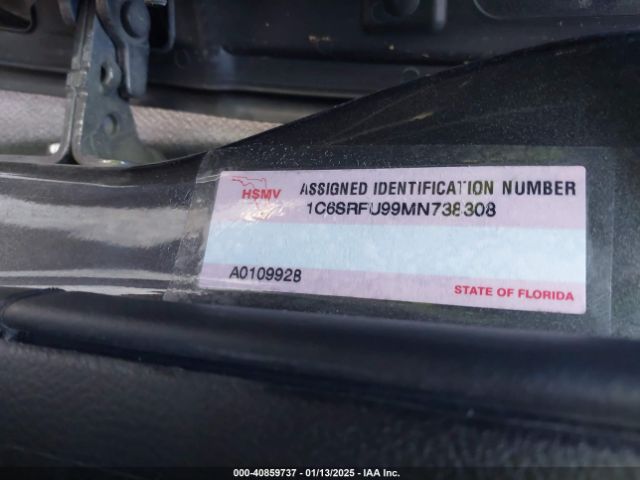 HSMV ASSIGNED IDENTIFICATION NUMBER
1C6SRFU99MN738308
A0109928
STATE OF FLORIDA
000-40859737 - 01/13/2025 - IAA Inc.